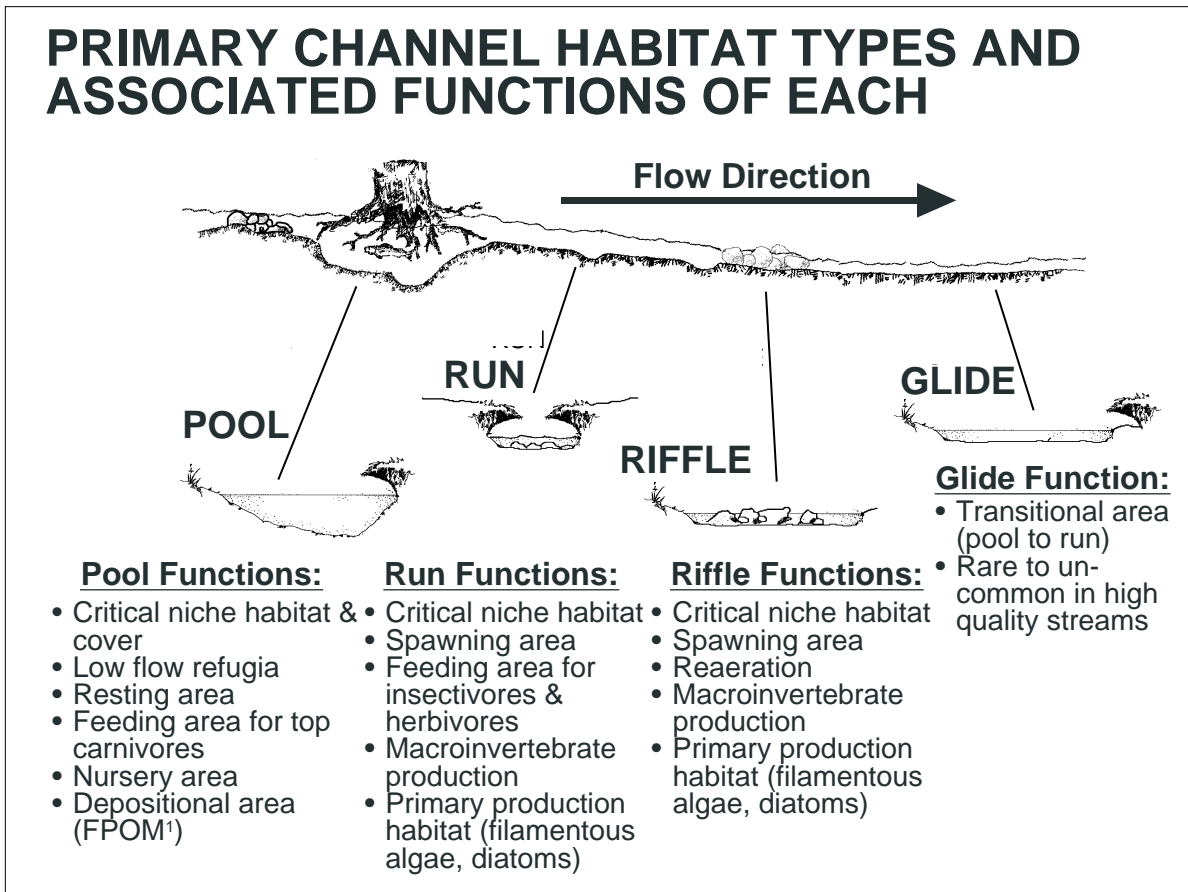 PRIMARY CHANNEL HABITAT TYPES AND
ASSOCIATED FUNCTIONS OF EACH
Flow Direction
RUN
POOL
GLIDE
RIFFLE
Pool Functions:
• Critical niche habitat &
cover
• Low flow refugia
• Resting area
• Feeding area for top
carnivores
• Nursery area
• Depositional area
(FPOM¹)
Run Functions:
• Critical niche habitat
• Spawning area
• Feeding area for
insectivores &
herbivores
• Macroinvertebrate
production
• Primary production
habitat (filamentous
algae, diatoms)
Riffle Functions:
• Critical niche habitat
• Spawning area
• Reaeration
• Macroinvertebrate
production
• Primary production
habitat (filamentous
algae, diatoms)
Glide Function:
• Transitional area
(pool to run)
• Rare to un-
common in high
quality streams